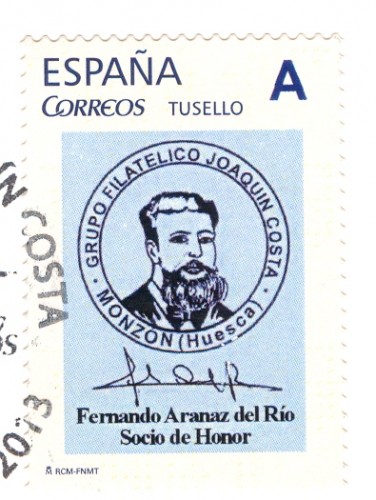 ESPAÑA A
CORREOS TUSELLO
· GRUPO FILATELICO JOAQUIN COSTA ·
MONZON (Huesca)
Fernando Aranaz del Río
Socio de Honor
RCM-FNMT
COSTA
2013